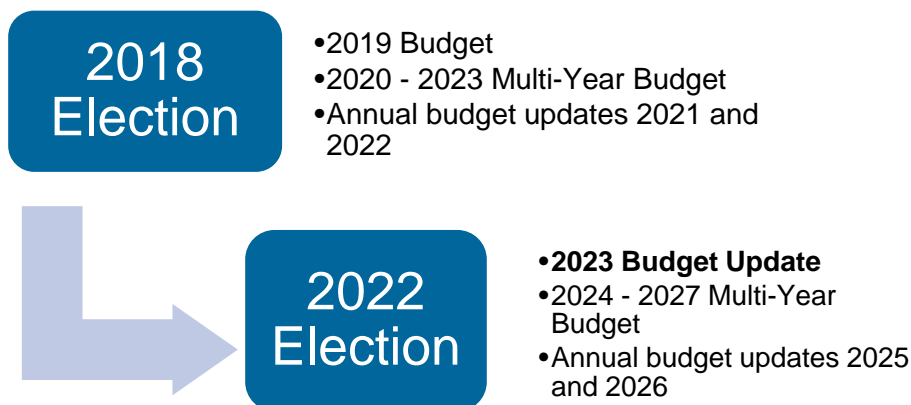 2018
Election
•2019 Budget
•2020 - 2023 Multi-Year Budget
•Annual budget updates 2021 and
2022
2022
Election
•2023 Budget Update
•2024 - 2027 Multi-Year
Budget
•Annual budget updates 2025
and 2026